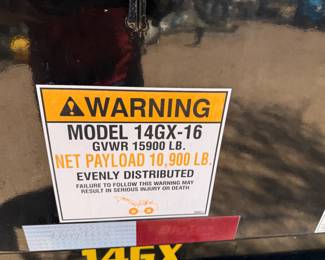 WARNING
MODEL 14GX-16
GVWR 15900 LB.
NET PAYLOAD 10,900 LB.
EVENLY DISTRIBUTED
FAILURE TO FOLLOW THIS WARNING MAY
RESULT IN SERIOUS INJURY OR DEATH
14GX